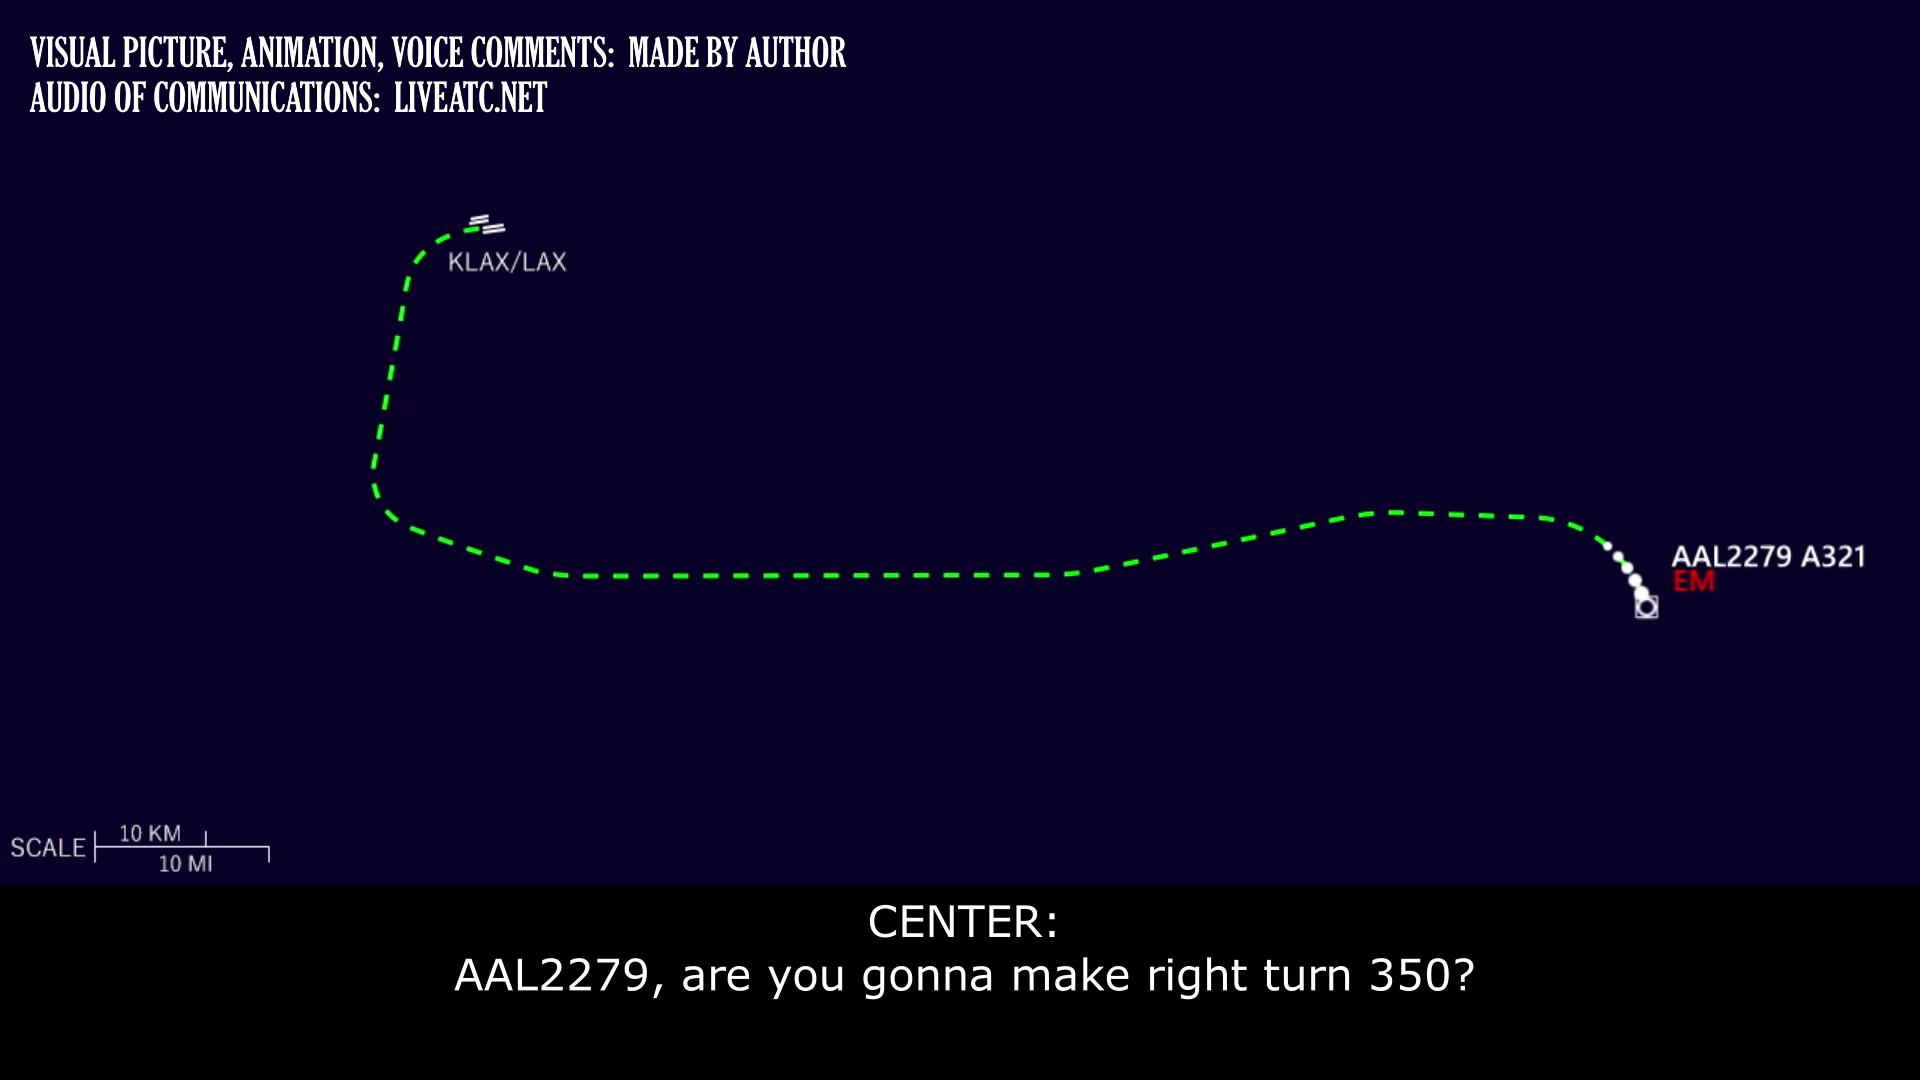 VISUAL PICTURE, ANIMATION, VOICE COMMENTS: MADE BY AUTHOR
AUDIO OF COMMUNICATIONS: LIVEATC.NET
KLAX/LAX
AAL2279 A321
EM
10 KM
SCALE
10 MI
CENTER:
AAL2279, are you gonna make right turn 350?